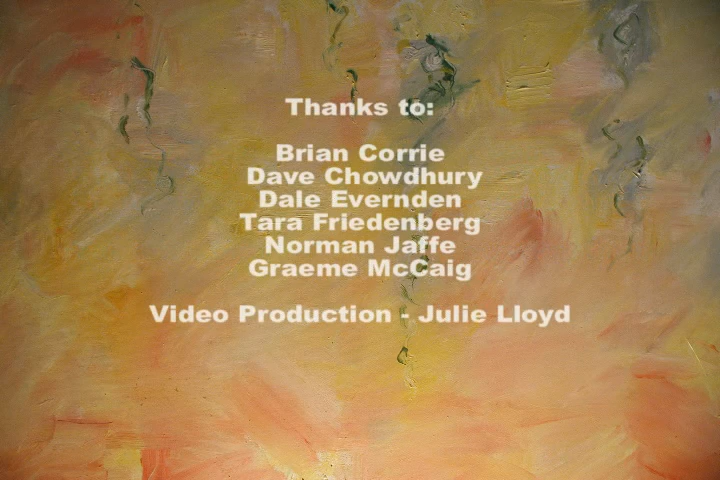 Thanks to:
Brian Corrie
Dave Chowdhury
Dale Evernden
Tara Friedenberg
Norman Jaffe
Graeme McCaig
Video Production - Julie Lloyd